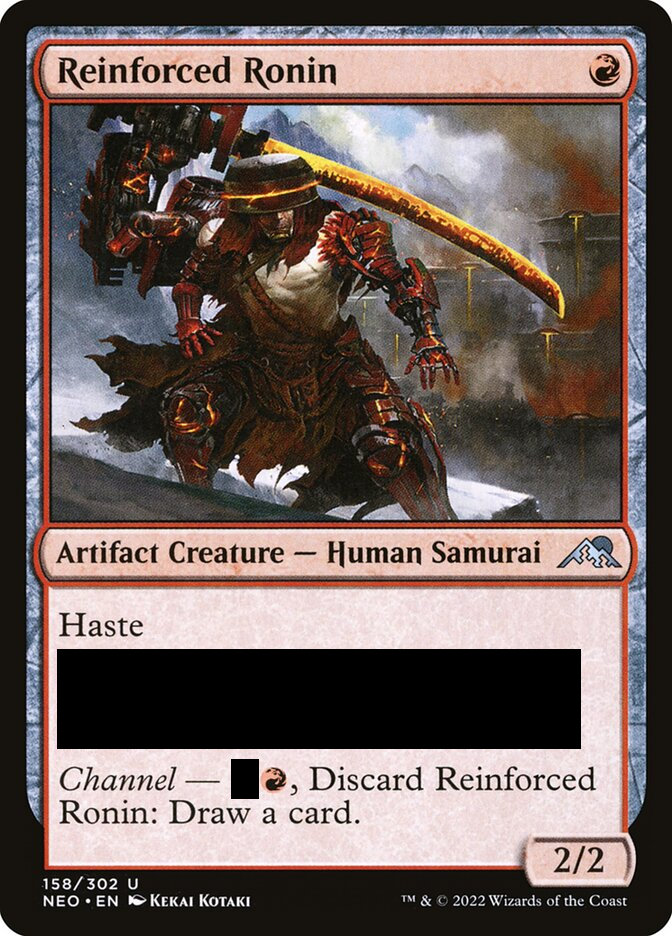 Reinforced Ronin
Artifact Creature — Human Samurai
Haste
Channel — , Discard Reinforced
Ronin: Draw a card.
2/2
158/302 U
NEO • EN Kekai Kotaki
™ & © 2022 Wizards of the Coast